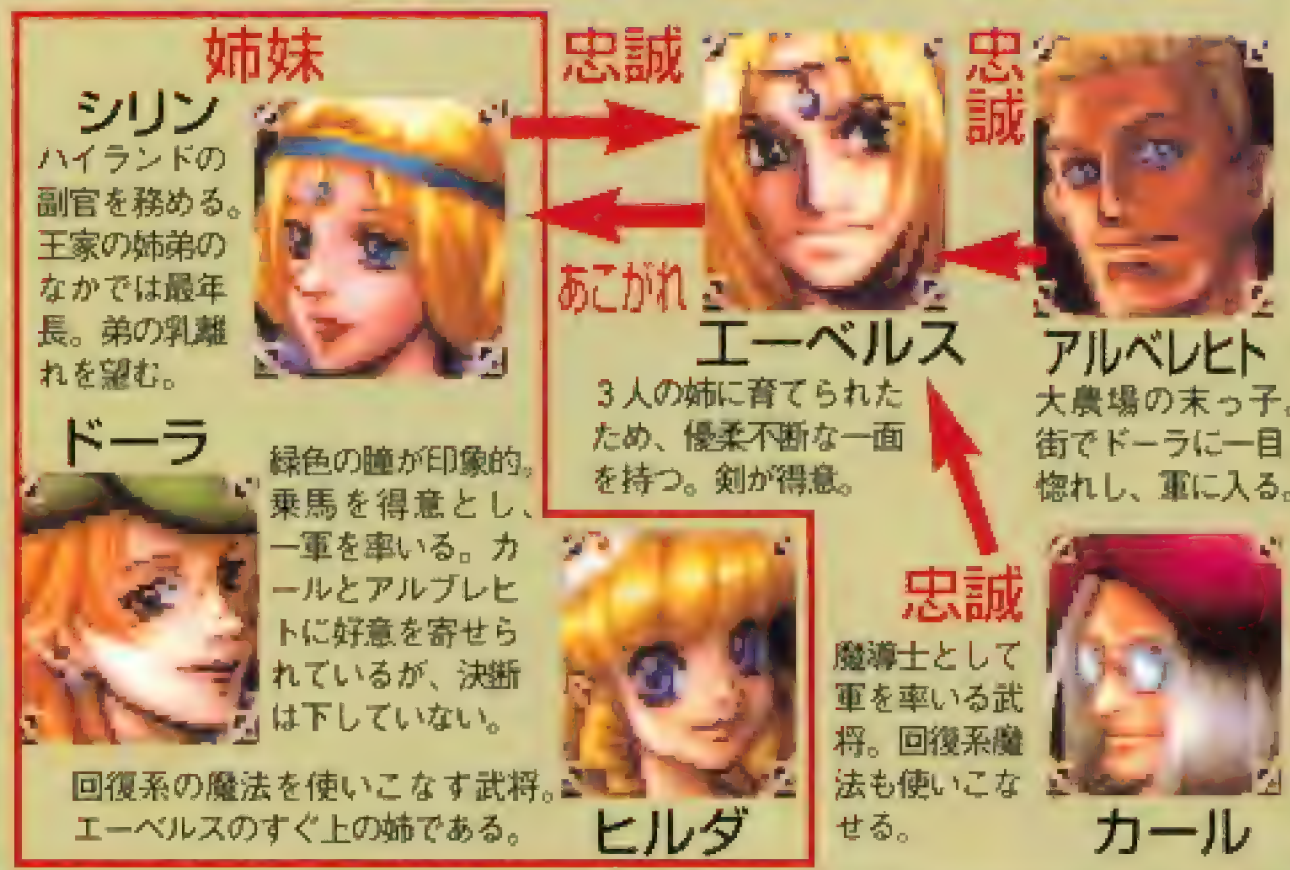 姉妹
シリン
ハイランドの
副官を務める。
王家の姉弟の
なかでは最年
長。弟の乳離
れを望む。
忠誠
あこがれ
エーベルス
3人の姉に育てられた
ため、優柔不断な一面
を持つ。剣が得意。
忠誠
アルベレヒト
大農場の末っ子。
街でドーラに一目
惚れし、軍に入る。
ドーラ
緑色の瞳が印象的。
乗馬を得意とし、
一軍を率いる。カ
ールとアルブレヒ
トに好意を寄せら
れているが、決断
は下していない。
回復系の魔法を使いこなす武将。
エーベルスのすぐ上の姉である。
ヒルダ
忠誠
魔導士として
軍を率いる武
将。回復系魔
法も使いこな
せる。
カール